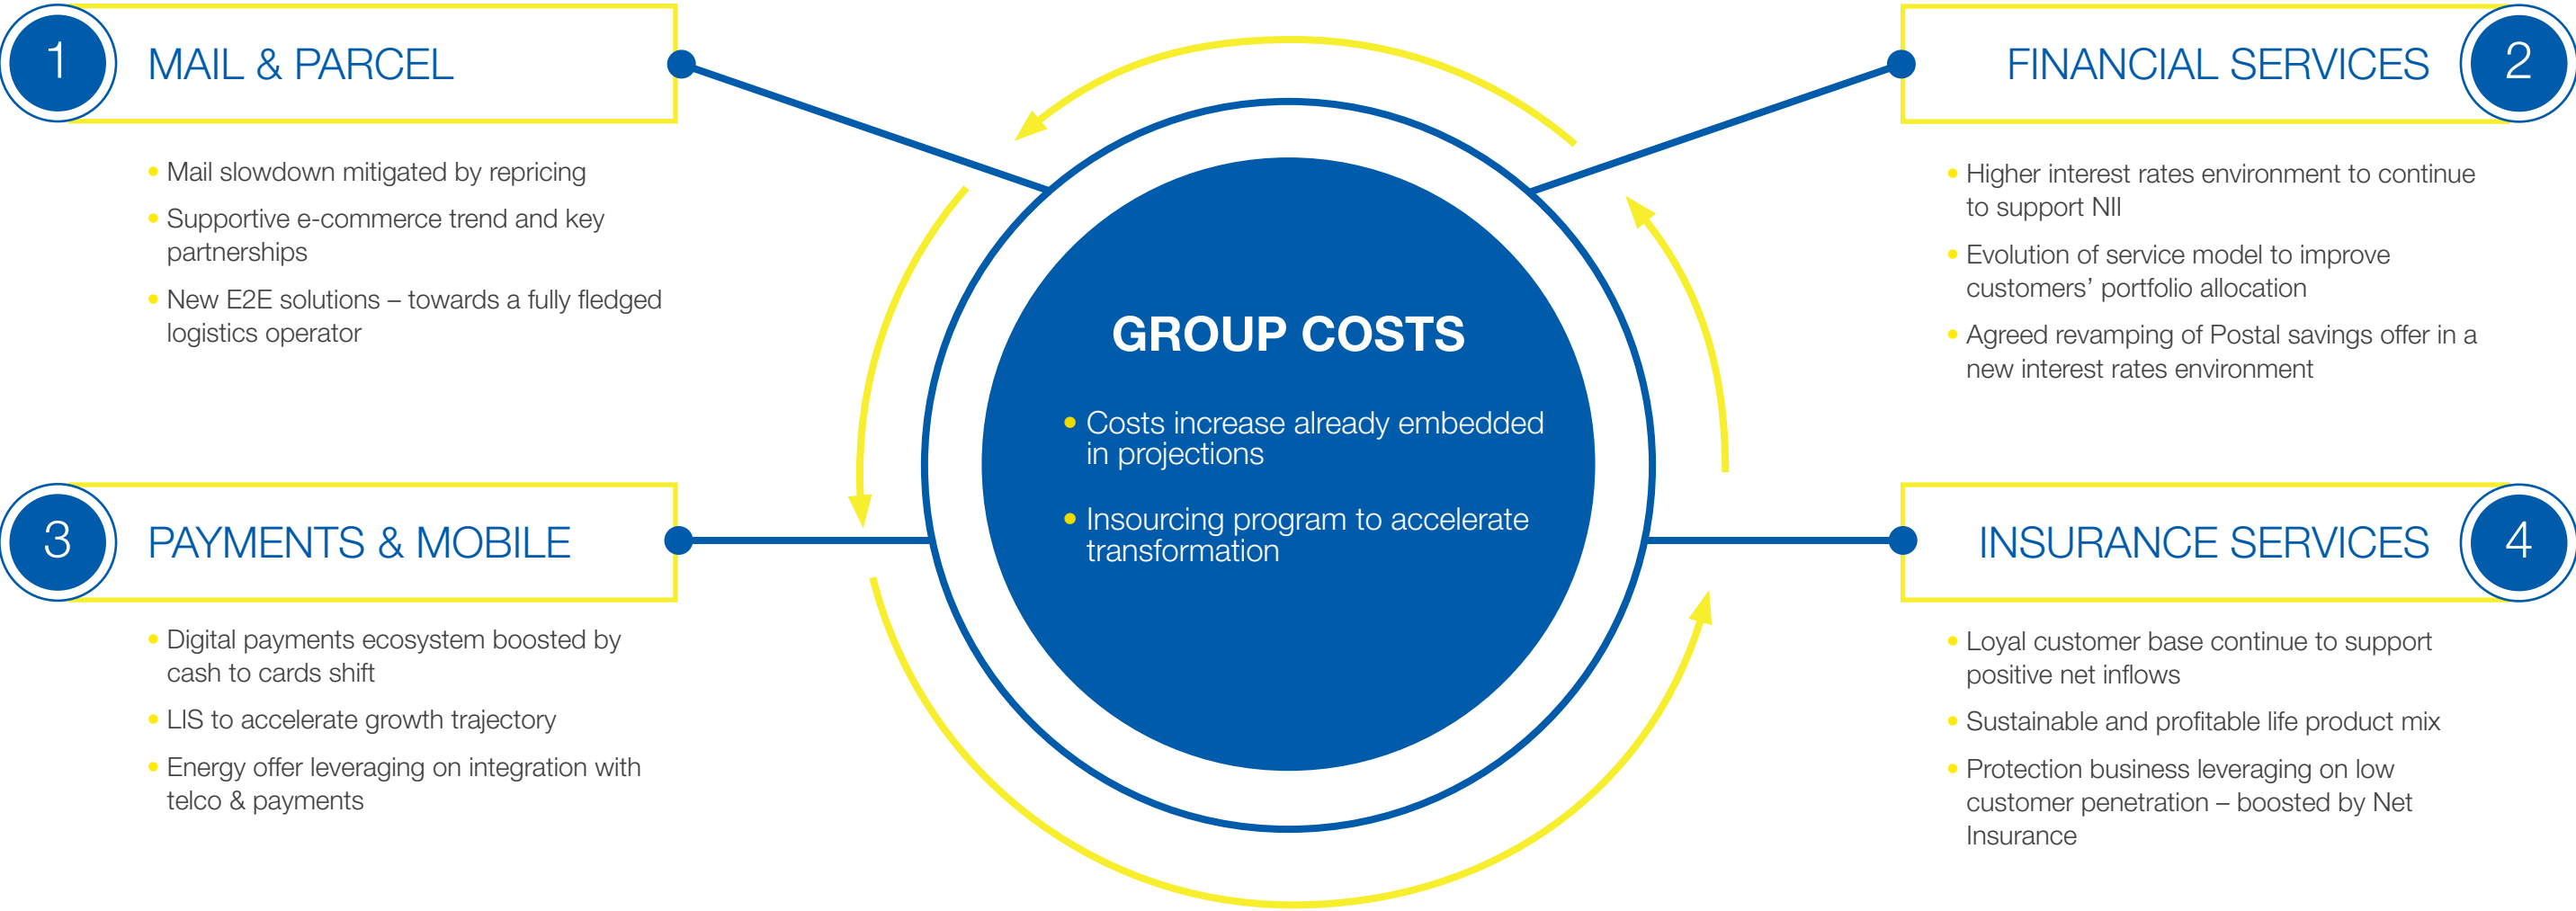 1
MAIL & PARCEL
• Mail slowdown mitigated by repricing
• Supportive e-commerce trend and key
partnerships
• New E2E solutions – towards a fully fledged
logistics operator
2
FINANCIAL SERVICES
• Higher interest rates environment to continue
to support NII
• Evolution of service model to improve
customers’ portfolio allocation
• Agreed revamping of Postal savings offer in a
new interest rates environment
GROUP COSTS
• Costs increase already embedded
in projections
• Insourcing program to accelerate
transformation
3
PAYMENTS & MOBILE
• Digital payments ecosystem boosted by
cash to cards shift
• LIS to accelerate growth trajectory
• Energy offer leveraging on integration with
telco & payments
4
INSURANCE SERVICES
• Loyal customer base continue to support
positive net inflows
• Sustainable and profitable life product mix
• Protection business leveraging on low
customer penetration – boosted by Net
Insurance